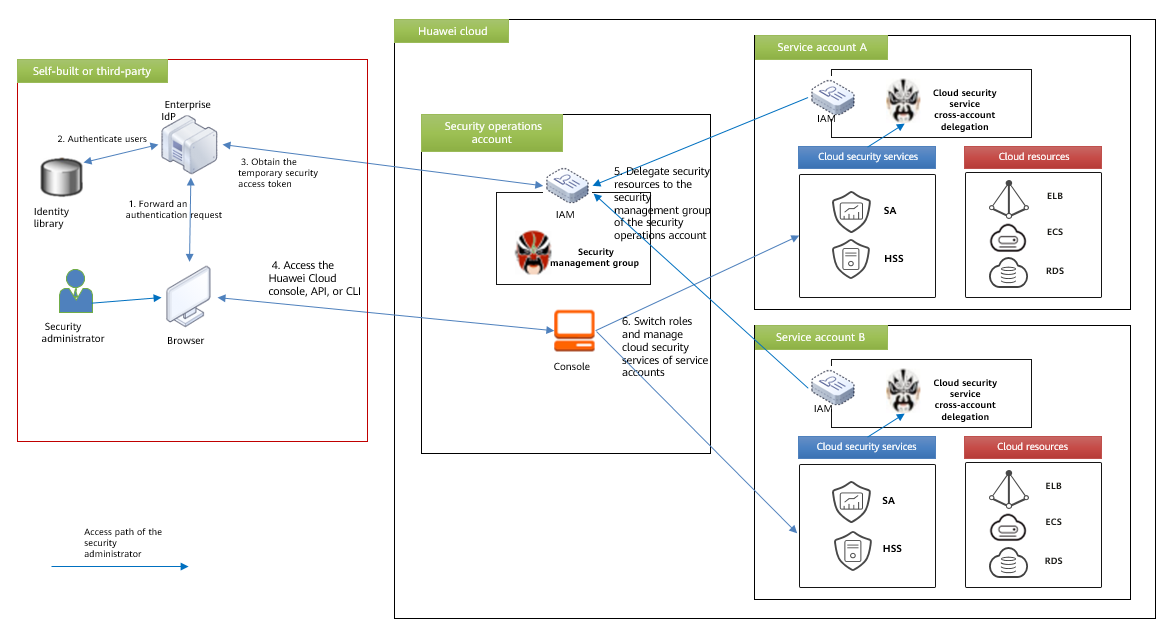 Huawei cloud
Service account A
Self-built or third-party
Enterprise
IdP
2. Authenticate users
3. Obtain the
temporary security
access token
Identity
library
1. Forward an
authentication request
4. Access the
Huawei Cloud
console, API, or CLI
Security
administrator
Browser
Security operations
account
IAM
Security
management group
5. Delegate security
resources to the
security
management group
of the security
operations account
Console
6. Switch roles
and manage
cloud security
services of service
accounts
IAM
Cloud security
service
cross-account
delegation
Cloud security services
Cloud resources
SA
HSS
ELB
ECS
RDS
Service account B
IAM
Cloud security
service
cross-account
delegation
Cloud security services
Cloud resources
SA
HSS
ELB
ECS
RDS
Access path of the
security
administrator